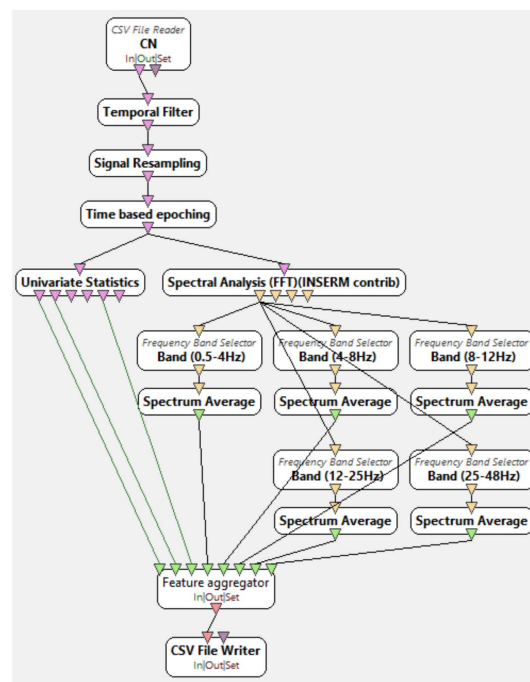 CSV File Reader
CN
In|Out|Set
Temporal Filter
Signal Resampling
Time based epoching
Univariate Statistics
Spectral Analysis (FFT)(INSERM contrib)
Frequency Band Selector
Band (0.5-4Hz)
Frequency Band Selector
Band (4-8Hz)
Frequency Band Selector
Band (8-12Hz)
Spectrum Average
Spectrum Average
Spectrum Average
Frequency Band Selector
Band (12-25Hz)
Frequency Band Selector
Band (25-48Hz)
Spectrum Average
Spectrum Average
Feature aggregator
In|Out|Set
CSV File Writer
In|Out|Set